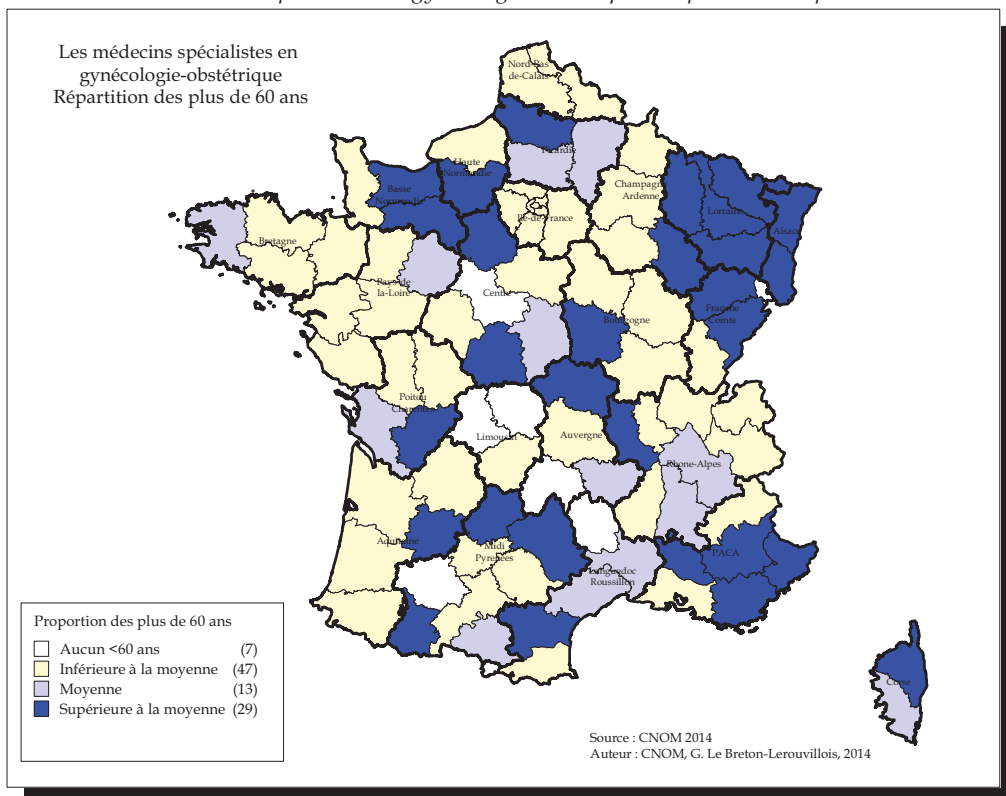 Les médecins spécialistes en
gynécologie-obstétrique
Répartition des plus de 60 ans
Nord-Pas
de-Calais
Picardie
Haute
Normandie
Basse
Normandie
Champagne
Ardenne
Lorraine
Alsace
Ile-de-France
Bretagne
Pays de
la-Loire
Centre
Bourgogne
Franche
Comte
Poitou
Charentes
Limousin
Auvergne
Rhone-Alpes
Aquitaine
Midi
Pyrénées
Languedoc
Roussillon
PACA
Corse
Proportion des plus de 60 ans
Aucun <60 ans (7)
Inférieure à la moyenne (47)
Moyenne (13)
Supérieure à la moyenne (29)
Source : CNOM 2014
Auteur : CNOM, G. Le Breton-Lerouvillois, 2014